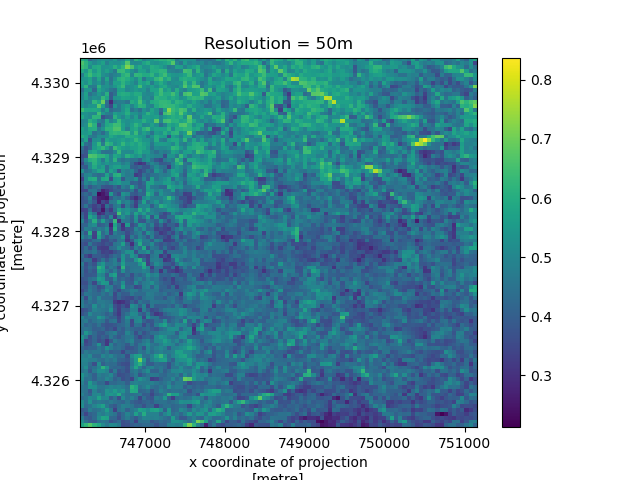 Resolution = 50m
1e6
4.330
4.329
4.328
4.327
4.326
y coordinate of projection
[metre]
747000 748000 749000 750000 751000
x coordinate of projection
[metre]
0.8
0.7
0.6
0.5
0.4
0.3